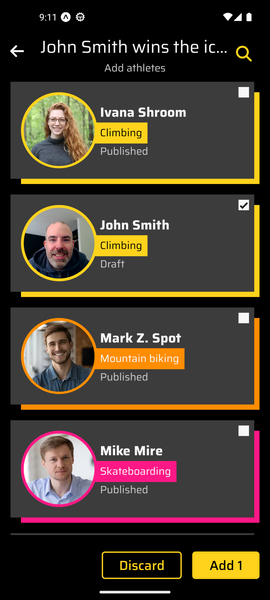 9:11
John Smith wins the ic...
Add athletes
Ivana Shroom
Climbing
Published
John Smith
Climbing
Draft
Mark Z. Spot
Mountain biking
Published
Mike Mire
Skateboarding
Published
Discard
Add 1